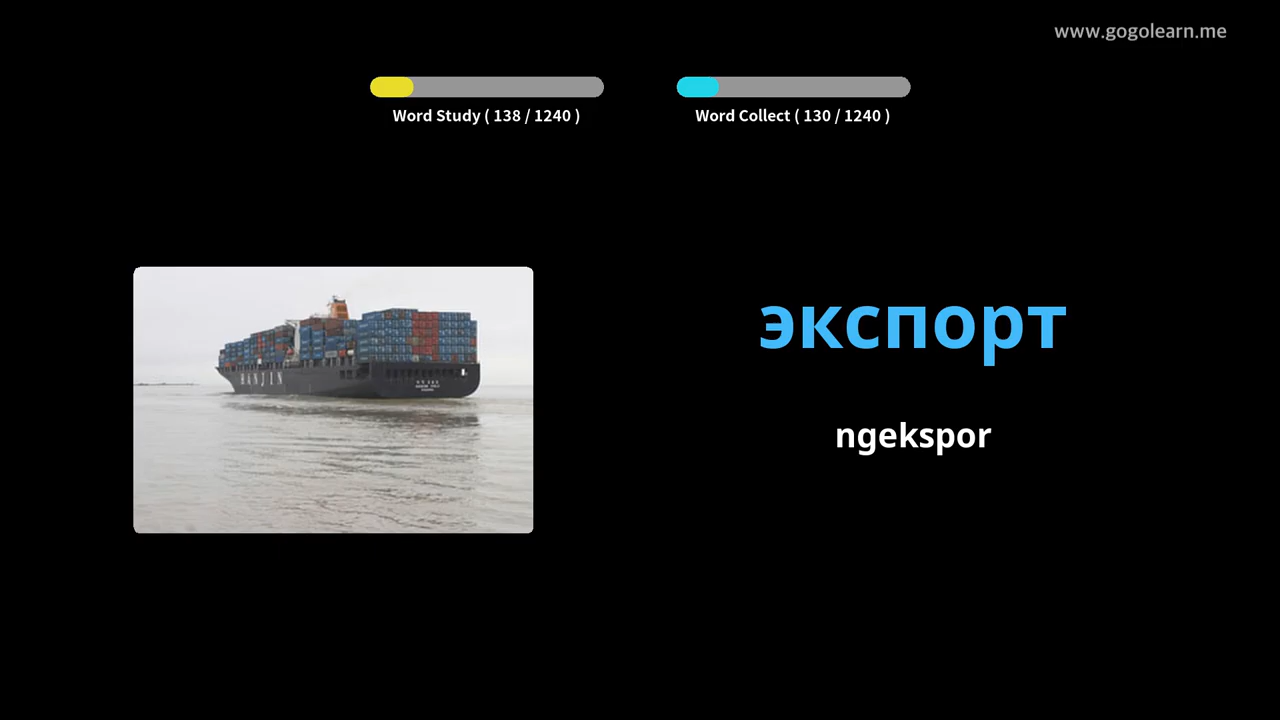 www.gogolearn.me
Word Study ( 138 / 1240 )
Word Collect ( 130 / 1240 )
экспорт
ngekspor
HANJIN